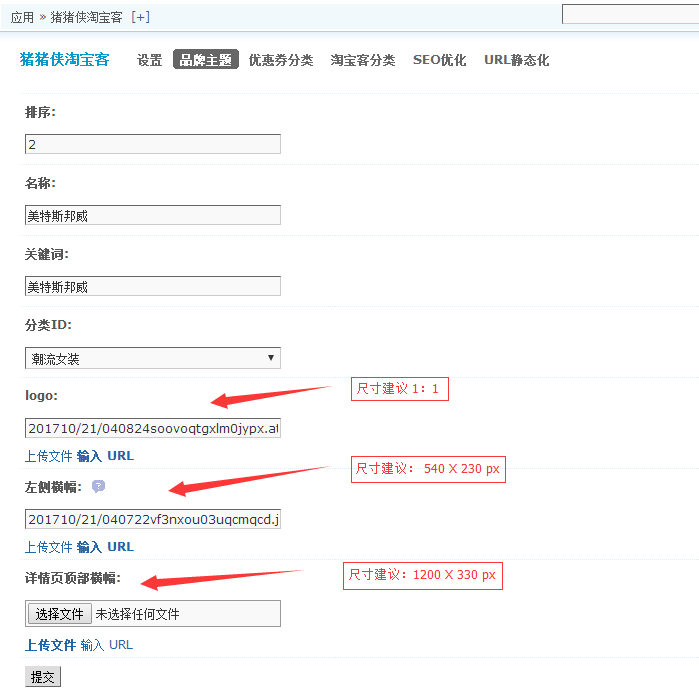 应用 » 猪猪侠淘宝客 [+]
猪猪侠淘宝客 设置 品牌主题 优惠券分类 淘宝客分类 SEO优化 URL静态化
排序:
2
名称:
美特斯邦威
关键词:
美特斯邦威
分类ID:
潮流女装
logo:
尺寸建议 1：1
201710/21/040824soovoqtgxlm0jypx.at
上传文件 输入 URL
左侧横幅:
尺寸建议： 540 X 230 px
201710/21/040722vf3nxou03uqcmqcd.j
上传文件 输入 URL
详情页顶部横幅:
尺寸建议：1200 X 330 px
选择文件 未选择任何文件
上传文件 输入 URL
提交